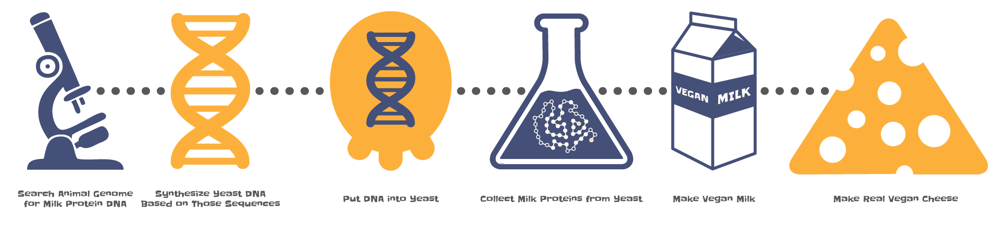 VEGAN MILK
Search Animal Genome
for Milk Protein DNA
Synthesize Yeast DNA
Based on Those Sequences
Put DNA into Yeast
Collect Milk Proteins from Yeast
Make Vegan Milk
Make Real Vegan Cheese